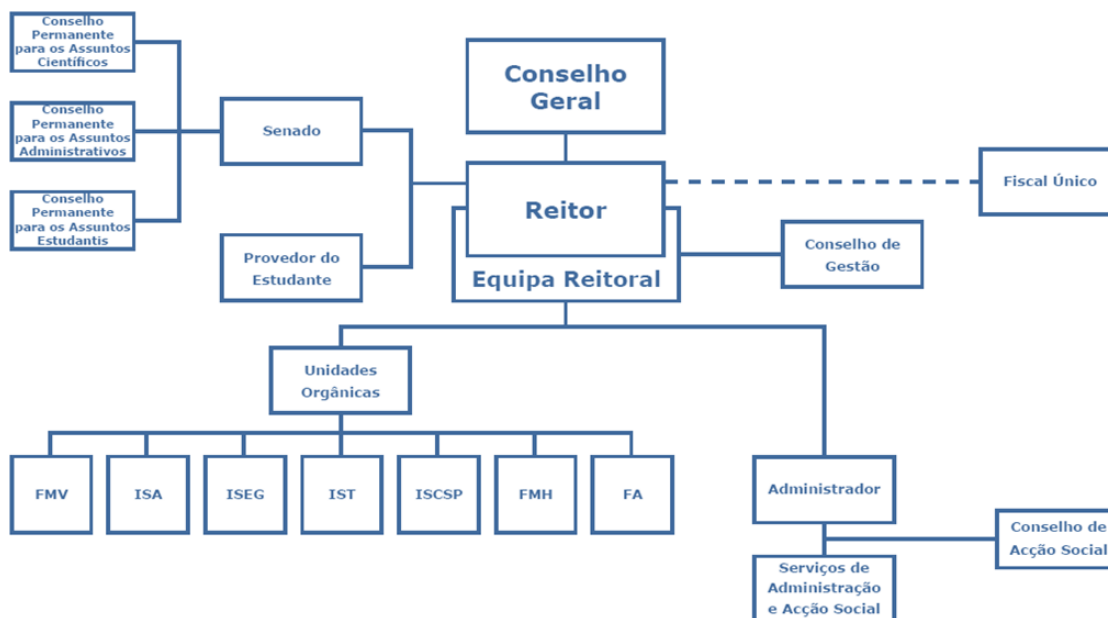 Conselho
Permanente
para os Assuntos
Científicos
Conselho
Permanente
para os Assuntos
Administrativos
Conselho
Permanente
para os Assuntos
Estudantis
Senado
Provedor do
Estudante
Conselho
Geral
Reitor
Equipa Reitoral
Fiscal Único
Conselho de
Gestão
Unidades
Orgânicas
FMV
ISA
ISEG
IST
ISCSP
FMH
FA
Administrador
Conselho de
Acção Social
Serviços de
Administração
e Acção Social